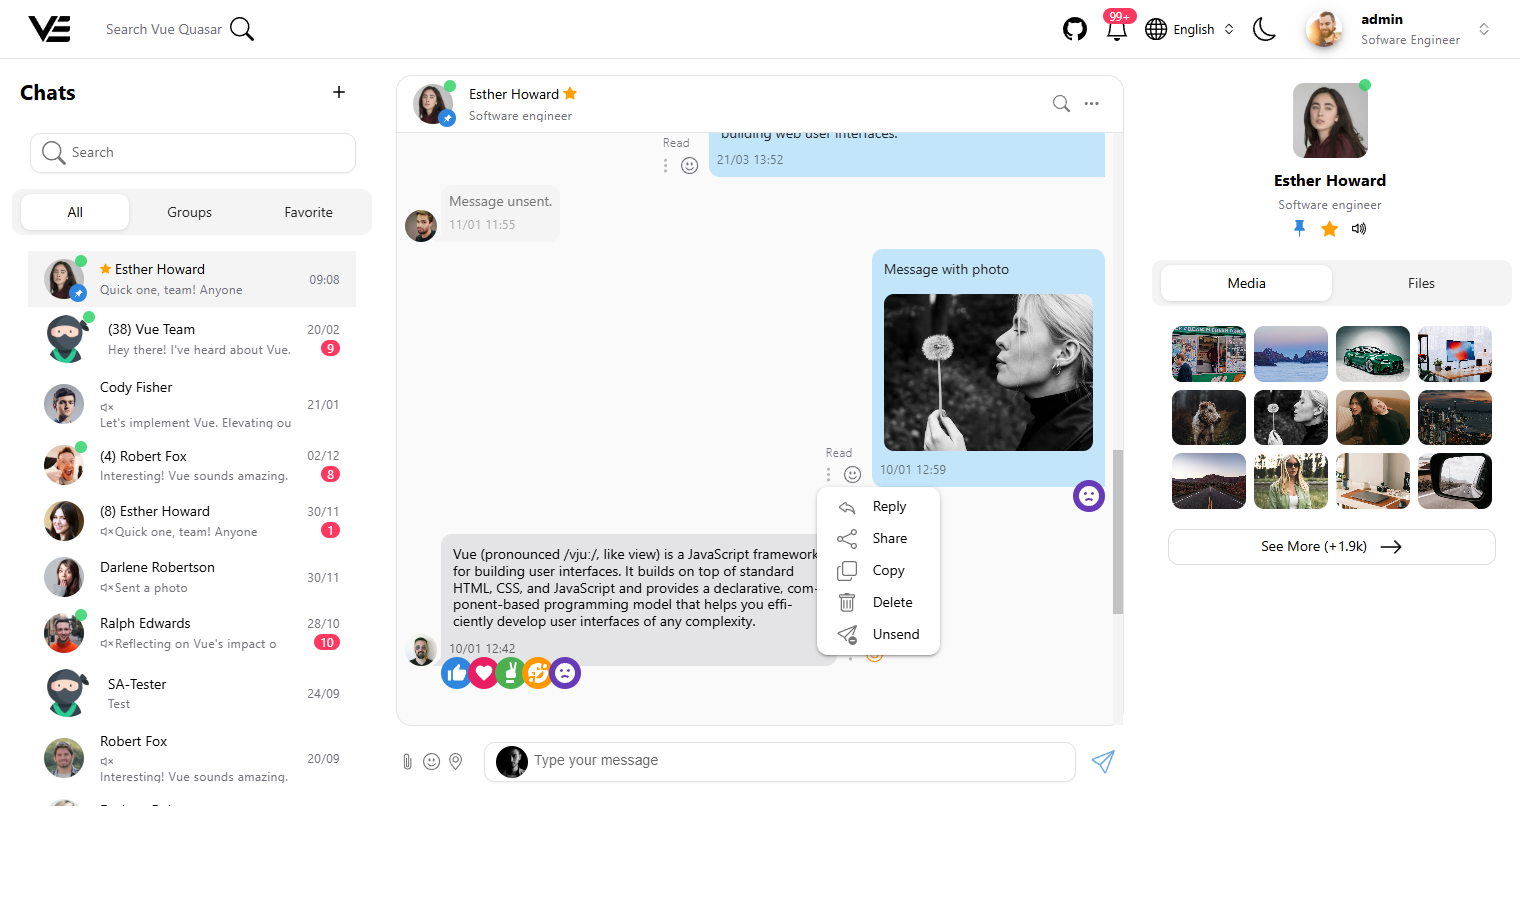 VE
Search Vue Quasar
99+
English
admin
Sofware Engineer
Chats
Search
All
Groups
Favorite
Esther Howard
Quick one, team! Anyone
09:08
(38) Vue Team
Hey there! I've heard about Vue.
20/02
9
Cody Fisher
Let's implement Vue. Elevating ou
21/01
(4) Robert Fox
Interesting! Vue sounds amazing.
02/12
8
(8) Esther Howard
Quick one, team! Anyone
30/11
1
Darlene Robertson
Sent a photo
30/11
Ralph Edwards
Reflecting on Vue's impact o
28/10
10
SA-Tester
Test
24/09
Robert Fox
Interesting! Vue sounds amazing.
20/09
Esther Howard
Software engineer
building web user interfaces.
Read
21/03 13:52
Message unsent.
11/01 11:55
Message with photo
Read
10/01 12:59
Reply
Share
Copy
Delete
Unsend
Vue (pronounced /vjuː/, like view) is a JavaScript framework
for building user interfaces. It builds on top of standard
HTML, CSS, and JavaScript and provides a declarative, com-
ponent-based programming model that helps you effi-
ciently develop user interfaces of any complexity.
10/01 12:42
Type your message
Esther Howard
Software engineer
Media
Files
See More (+1.9k)